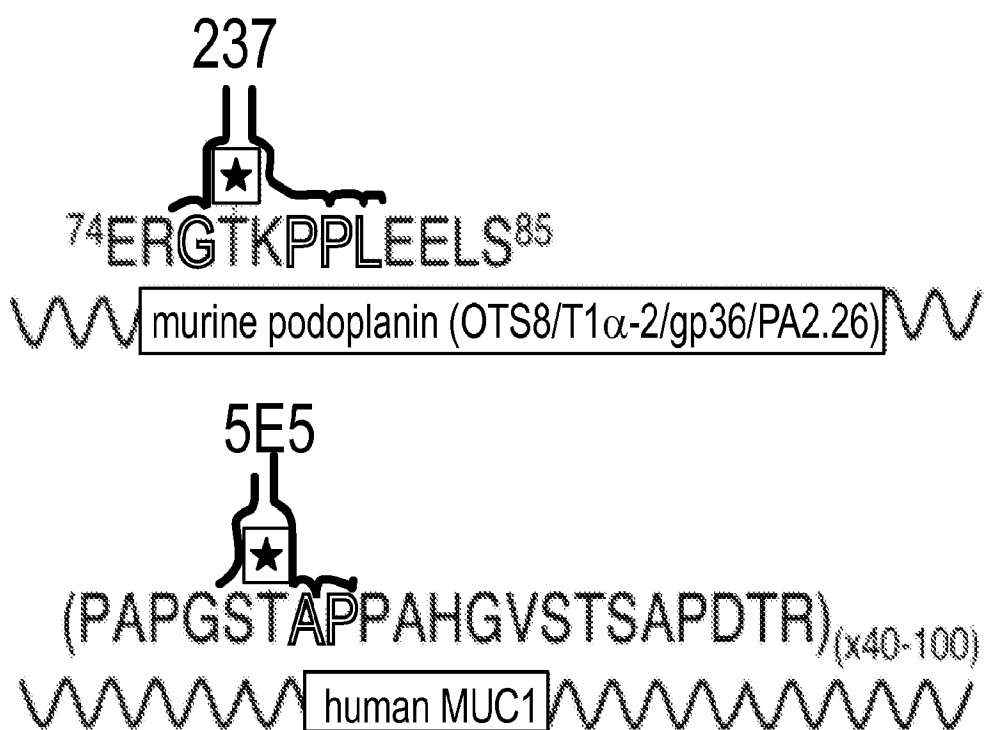 237
★
⁷⁴ERGTKPPLEELS⁸⁵
murine podoplanin (OTS8/T1α-2/gp36/PA2.26)
5E5
★
(PAPGSTAPPAHGVSTSAPDTR)(x40-100)
human MUC1